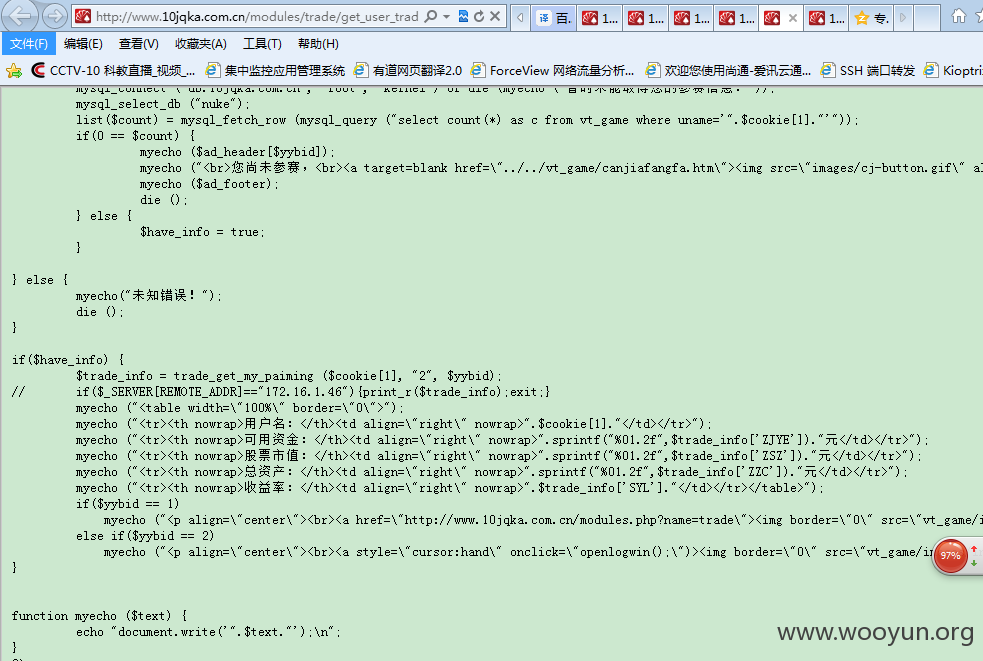 http://www.10jqka.com.cn/modules/trade/get_user_trad
百.
1...
1...
1...
1...
1...
专.
文件(F) 编辑(E) 查看(V) 收藏夹(A) 工具(T) 帮助(H)
CCTV-10 科教直播_视频_... 集中监控应用管理系统 有道网页翻译2.0 ForceView 网络流量分析... 欢迎您使用尚通-爱讯云通... SSH 端口转发 Kioptri
mysql_select_db ("nuke");
list($count) = mysql_fetch_row (mysql_query ("select count(*) as c from vt_game where uname='".$cookie[1]."'"));
if(0 == $count) {
myecho ($ad_header[$yybid]);
myecho ("<br>您尚未参赛，<br><a target=blank href=\"../../vt_game/canjiafangfa.htm\"><img src=\"images/cj-button.gif\" al
myecho ($ad_footer);
die ();
} else {
$have_info = true;
}
} else {
myecho("未知错误！");
die ();
}
if($have_info) {
$trade_info = trade_get_my_paiming ($cookie[1], "2", $yybid);
// if($_SERVER[REMOTE_ADDR]=="172.16.1.46"){print_r($trade_info);exit;}
myecho ("<table width=\"100%\" border=\"0\">");
myecho ("<tr><th nowrap>用户名：</th><td align=\"right\" nowrap>".$cookie[1]."</td></tr>");
myecho ("<tr><th nowrap>可用资金：</th><td align=\"right\" nowrap>".sprintf("%01.2f",$trade_info['ZJYE'])."元</td></tr>");
myecho ("<tr><th nowrap>股票市值：</th><td align=\"right\" nowrap>".sprintf("%01.2f",$trade_info['ZSZ'])."元</td></tr>");
myecho ("<tr><th nowrap>总资产：</th><td align=\"right\" nowrap>".sprintf("%01.2f",$trade_info['ZZC'])."元</td></tr>");
myecho ("<tr><th nowrap>收益率：</th><td align=\"right\" nowrap>".$trade_info['SYL']."</td></tr></table>");
if($yybid == 1)
myecho ("<p align=\"center\"><br><a href=\"http://www.10jqka.com.cn/modules.php?name=trade\"><img border=\"0\" src=\"vt_game/i
else if($yybid == 2)
myecho ("<p align=\"center\"><br><a style=\"cursor:hand\" onclick=\"openlogwin();\"><img border=\"0\" src=\"vt_game/i
97%
}
function myecho ($text) {
echo "document.write('".$text."');\n";
}
www.wooyun.org